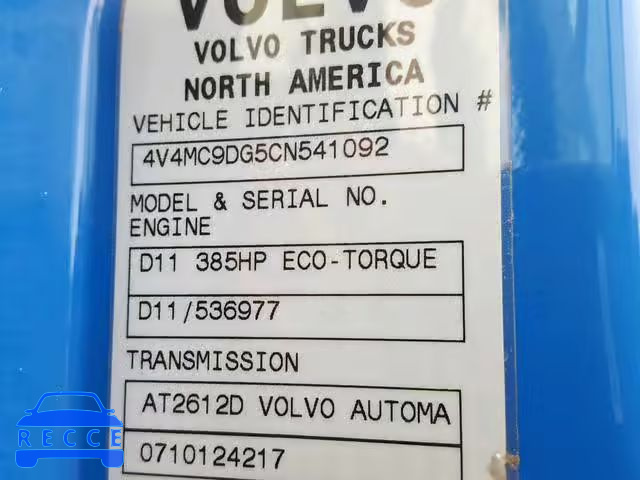 VOLVO
VOLVO TRUCKS
NORTH AMERICA
VEHICLE IDENTIFICATION #
4V4MC9DG5CN541092
MODEL & SERIAL NO.
ENGINE
D11 385HP ECO-TORQUE
D11/536977
TRANSMISSION
AT2612D VOLVO AUTOMA
0710124217
RECCE